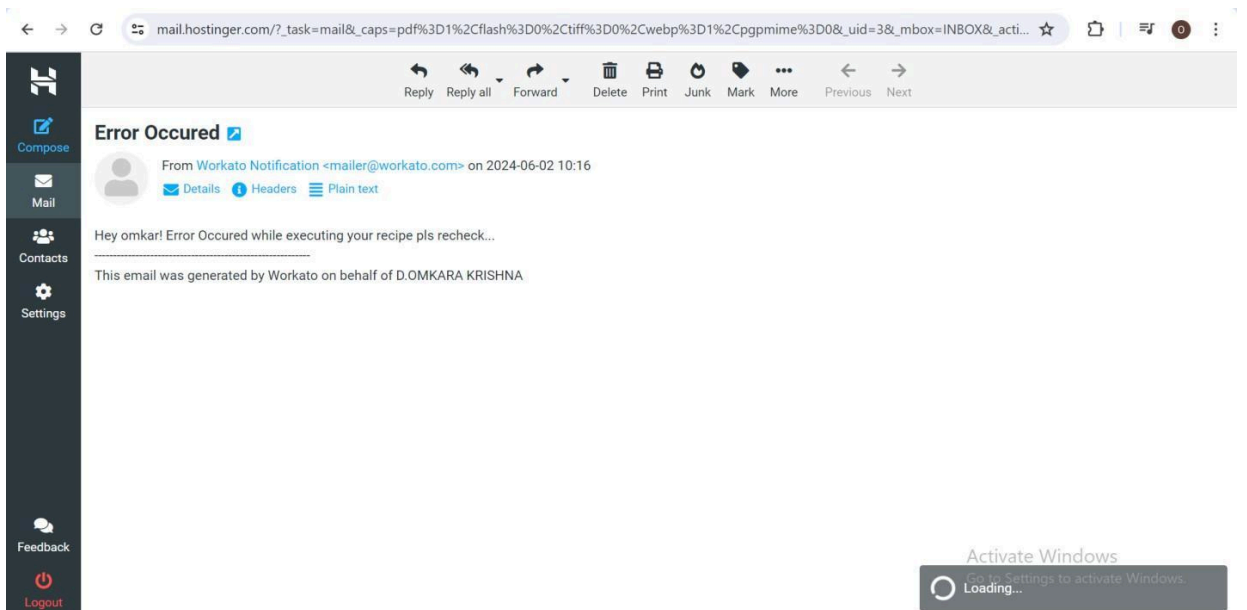 mail.hostinger.com/?_task=mail&_caps=pdf%3D1%2Cflash%3D0%2Ctiff%3D0%2Cwebp%3D1%2Cpgpmime%3D0&_uid=3&_mbox=INBOX&_acti...
O
Reply Reply all Forward Delete Print Junk Mark More Previous Next
Compose
Mail
Contacts
Settings
Feedback
Logout
Error Occured
From Workato Notification <mailer@workato.com> on 2024-06-02 10:16
Details Headers Plain text
Hey omkar! Error Occured while executing your recipe pls recheck...
-----------------------------------------------------------
This email was generated by Workato on behalf of D.OMKARA KRISHNA
Activate Windows
Go to Settings to activate Windows.
Loading...